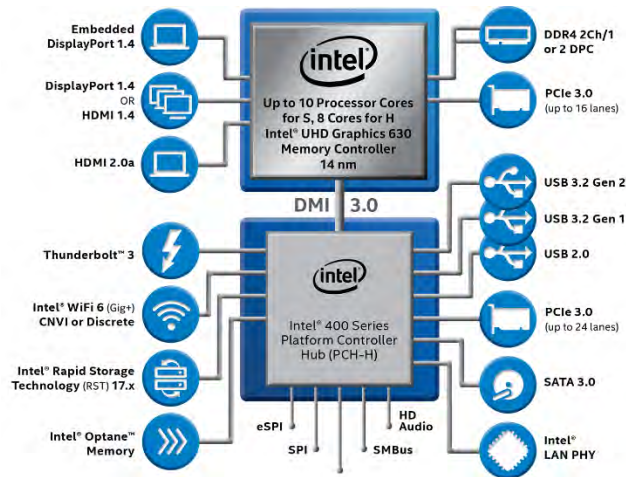 Embedded
DisplayPort 1.4
DisplayPort 1.4
OR
HDMI 1.4
HDMI 2.0a
intel
Up to 10 Processor Cores
for S, 8 Cores for H
Intel® UHD Graphics 630
Memory Controller
14 nm
DDR4 2Ch/1
or 2 DPC
PCIe 3.0
(up to 16 lanes)
DMI 3.0
USB 3.2 Gen 2
USB 3.2 Gen 1
USB 2.0
Thunderbolt™ 3
Intel® WiFi 6 (Gig+)
CNVI or Discrete
Intel® Rapid Storage
Technology (RST) 17.x
Intel® Optane™
Memory
intel
Intel® 400 Series
Platform Controller
Hub (PCH-H)
PCIe 3.0
(up to 24 lanes)
SATA 3.0
Intel®
LAN PHY
eSPI
SPI
SMBus
HD
Audio